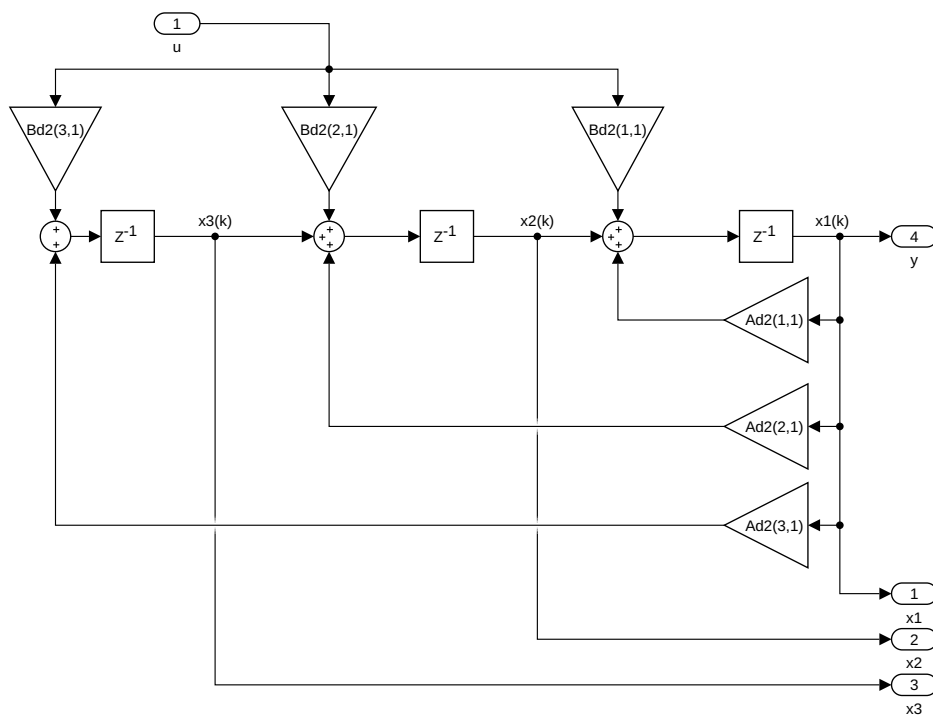 1
u
Bd2(3,1)
Bd2(2,1)
Bd2(1,1)
+
+
Z-1
x3(k)
+
+
+
Z-1
x2(k)
+
+
+
Z-1
x1(k)
4
y
Ad2(1,1)
Ad2(2,1)
Ad2(3,1)
1
x1
2
x2
3
x3